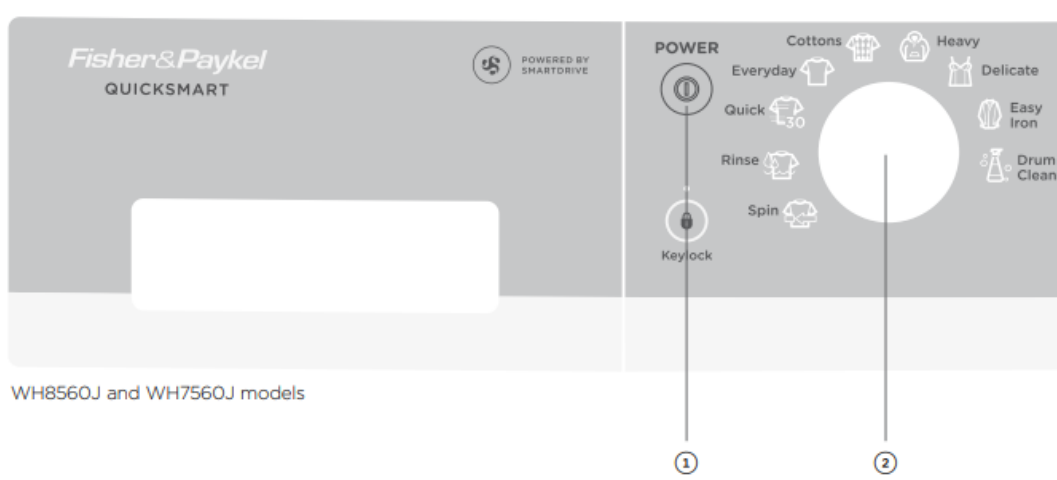 Fisher&Paykel
QUICKSMART
POWERED BY
SMARTDRIVE
POWER
Cottons
Heavy
Everyday
Delicate
Quick
30
Easy
Iron
Rinse
Drum
Clean
Spin
Keylock
WH8560J and WH7560J models
1
2